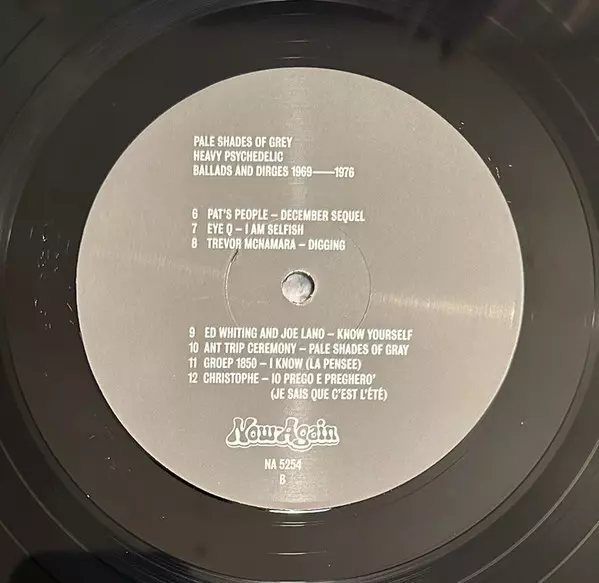 PALE SHADES OF GREY
HEAVY PSYCHEDELIC
BALLADS AND DIRGES 1969——1976
6 PAT'S PEOPLE – DECEMBER SEQUEL
7 EYE Q – I AM SELFISH
8 TREVOR MCNAMARA – DIGGING
9 ED WHITING AND JOE LANO – KNOW YOURSELF
10 ANT TRIP CEREMONY – PALE SHADES OF GRAY
11 GROEP 1850 – I KNOW (LA PENSEE)
12 CHRISTOPHE – IO PREGO E PREGHERO'
(JE SAIS QUE C'EST L'ÉTÉ)
Now-Again
NA 5254
B